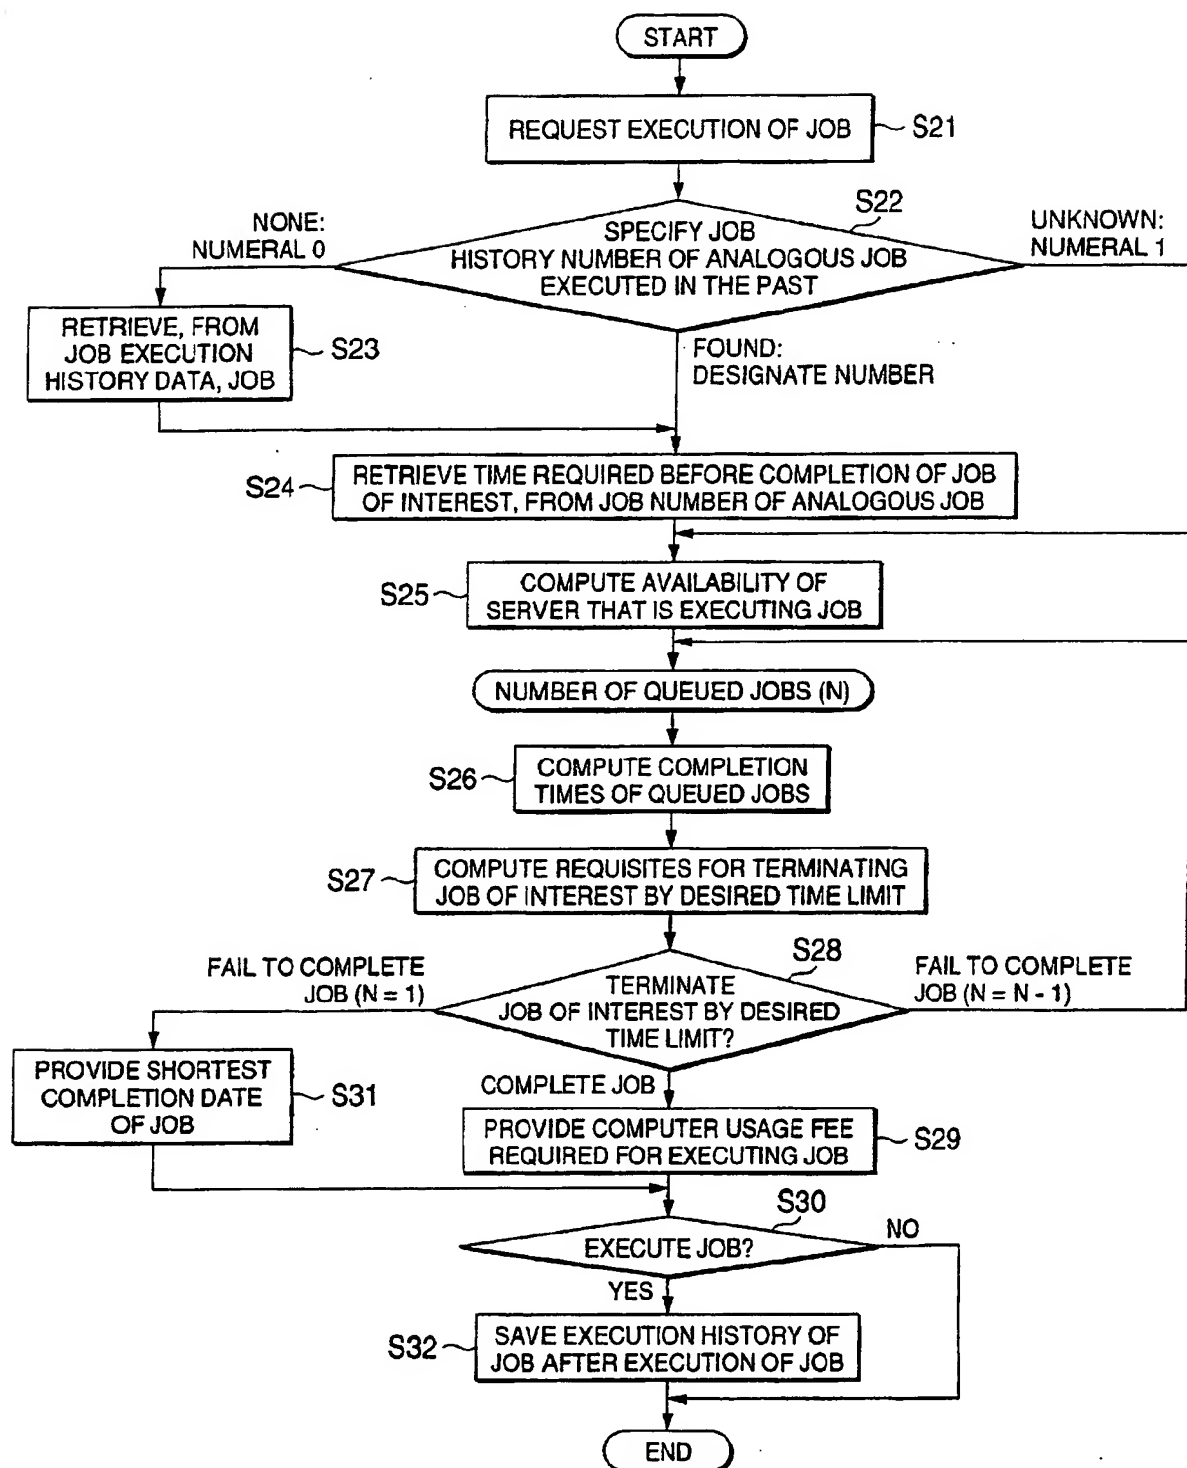 START
REQUEST EXECUTION OF JOB
S21
S22
NONE:
NUMERAL 0
SPECIFY JOB
HISTORY NUMBER OF ANALOGOUS JOB
EXECUTED IN THE PAST
UNKNOWN:
NUMERAL 1
RETRIEVE, FROM
JOB EXECUTION
HISTORY DATA, JOB
S23
FOUND:
DESIGNATE NUMBER
S24
RETRIEVE TIME REQUIRED BEFORE COMPLETION OF JOB
OF INTEREST, FROM JOB NUMBER OF ANALOGOUS JOB
S25
COMPUTE AVAILABILITY OF
SERVER THAT IS EXECUTING JOB
NUMBER OF QUEUED JOBS (N)
S26
COMPUTE COMPLETION
TIMES OF QUEUED JOBS
S27
COMPUTE REQUISITES FOR TERMINATING
JOB OF INTEREST BY DESIRED TIME LIMIT
S28
FAIL TO COMPLETE
JOB (N = 1)
TERMINATE
JOB OF INTEREST BY DESIRED
TIME LIMIT?
FAIL TO COMPLETE
JOB (N = N - 1)
PROVIDE SHORTEST
COMPLETION DATE
OF JOB
S31
COMPLETE JOB
PROVIDE COMPUTER USAGE FEE
REQUIRED FOR EXECUTING JOB
S29
S30
EXECUTE JOB?
NO
YES
S32
SAVE EXECUTION HISTORY OF
JOB AFTER EXECUTION OF JOB
END